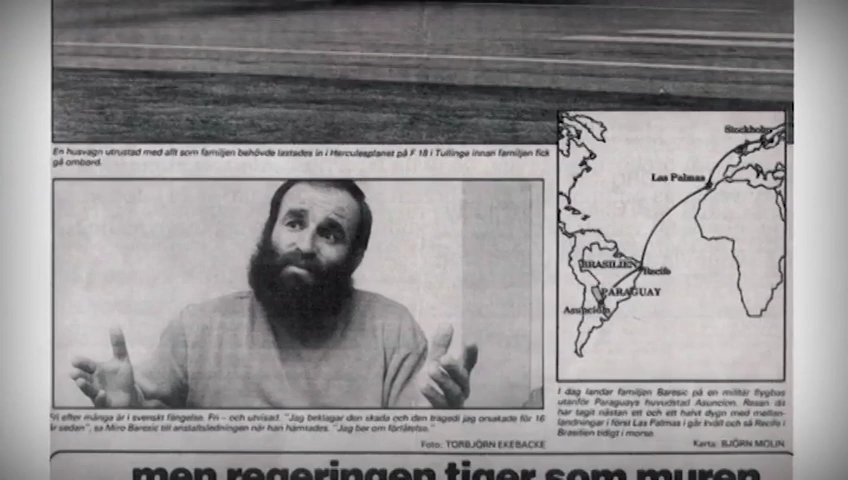 En husvagn utrustad med allt som familjen behövde lastades in i Herculesplanet på F 18 i Tullinge innan familjen fick
gå ombord.
Stockholm
Las Palmas
BRASILIEN
Recife
PARAGUAY
Asunción
Fri efter många år i svenskt fängelse. Fri – och utvisad. "Jag beklagar den skada och den tragedi jag orsakade för 16
år sedan", sa Miro Baresic till anstaltsledningen när han hämtades. "Jag ber om förlåtelse."
Foto: TORBJÖRN EKEBACKE
I dag landar familjen Baresic på en militär flygbas
utanför Paraguays huvudstad Asuncion. Resan då
har tagit nästan ett och ett halvt dygn med mellan-
landningar i först Las Palmas i går kväll och så Recife i
Brasilien tidigt i morse.
Karta: BJÖRN MOLIN
men regeringen tiger som muren